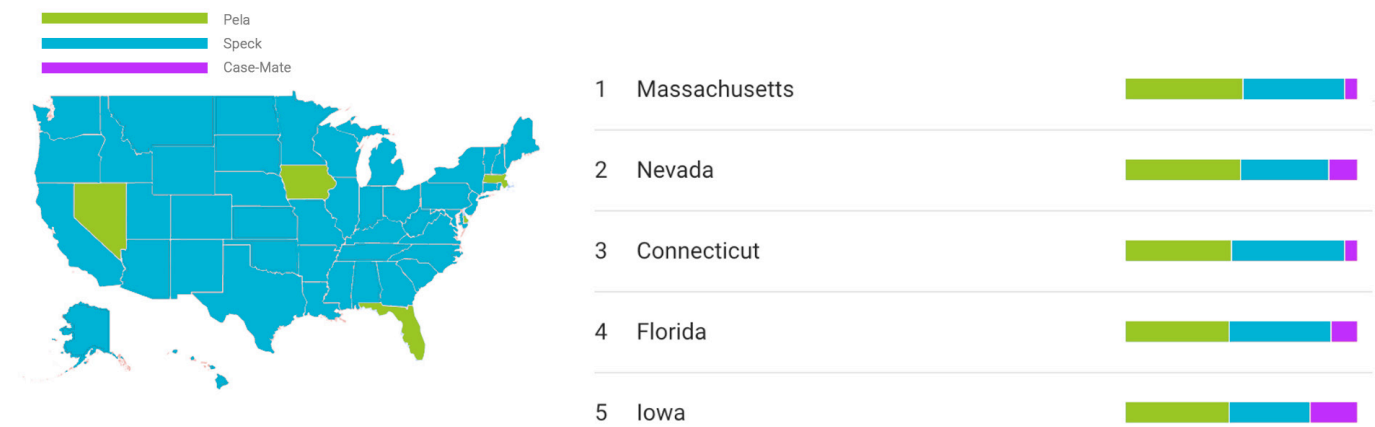 Pela
Speck
Case-Mate
1 Massachusetts
2 Nevada
3 Connecticut
4 Florida
5 Iowa